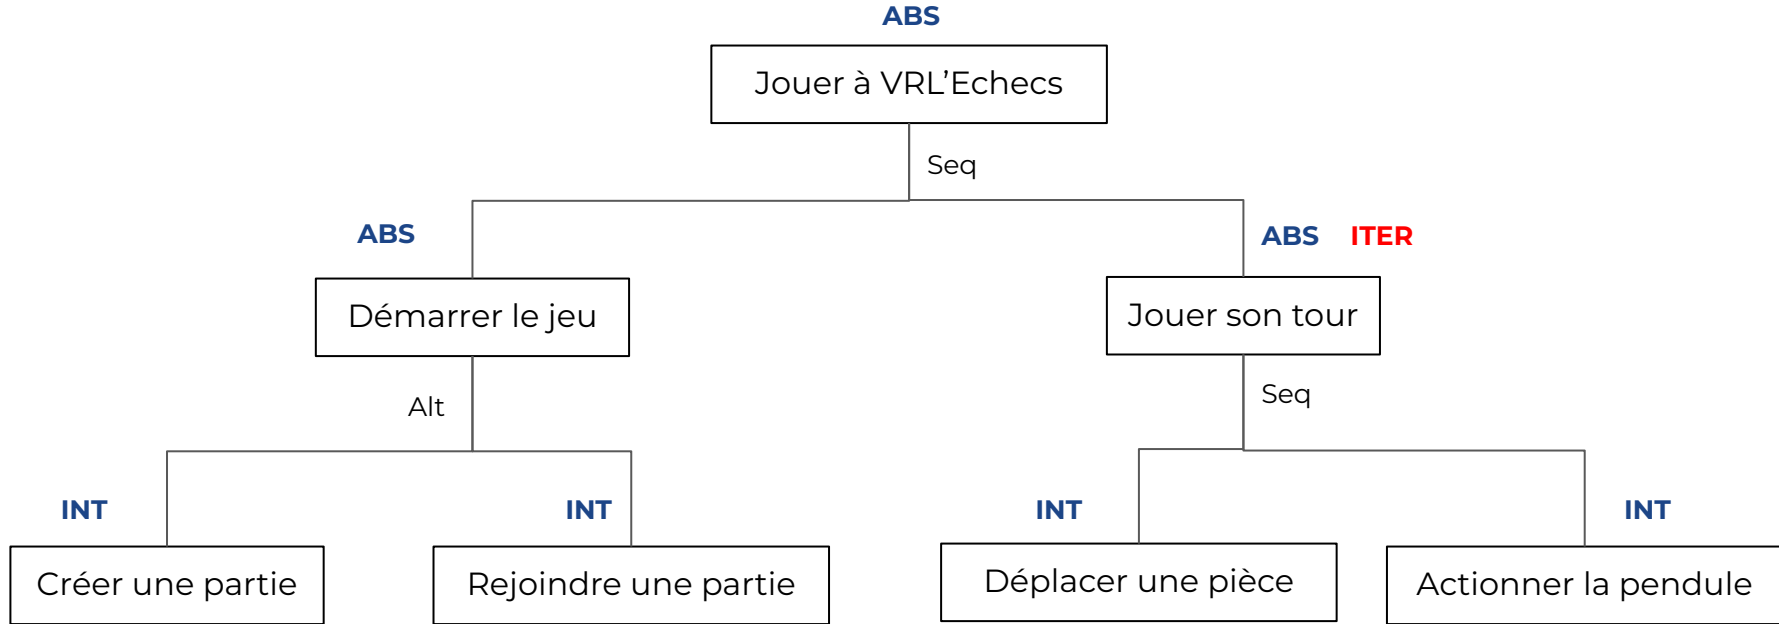 ABS
Jouer à VRL’Echecs
Seq
ABS
ABS ITER
Démarrer le jeu
Jouer son tour
Alt
Seq
INT
INT
INT
INT
Créer une partie
Rejoindre une partie
Déplacer une pièce
Actionner la pendule